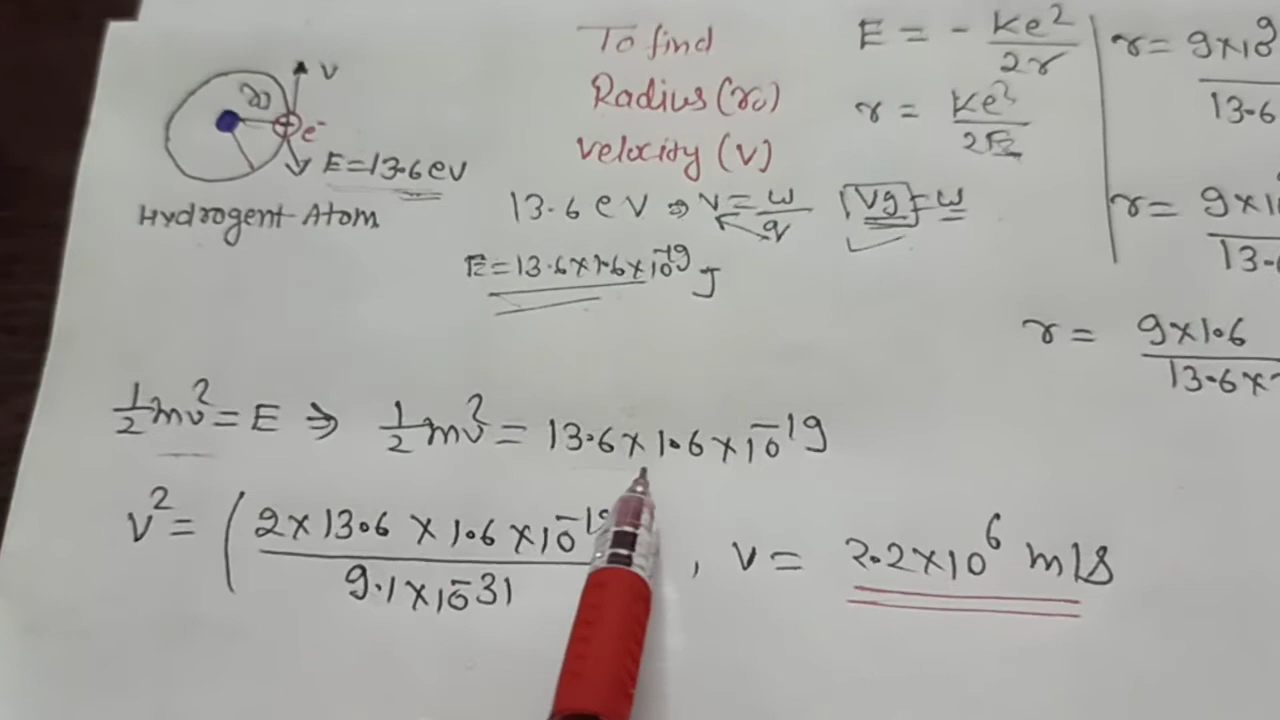 V
r₀
e⁻
E = 13.6 eV
Hydrogent Atom
To find
Radius (r₀)
velocity (V)
13.6 eV ⇒ V = ω/q  Vq = ω
E = 13.6 × 1.6 × 10⁻¹⁹ J
E = - Ke²/2r
r = Ke²/2E
r = 9×10⁹/13.6
r = 9×1
13.
r = 9×1.6/13.6×
½mv² = E ⇒ ½mv² = 13.6 × 1.6 × 10⁻¹⁹
V² = (2 × 13.6 × 1.6 × 10⁻¹⁹/9.1 × 10⁻³¹ , V = 2.2 × 10⁶ m/s